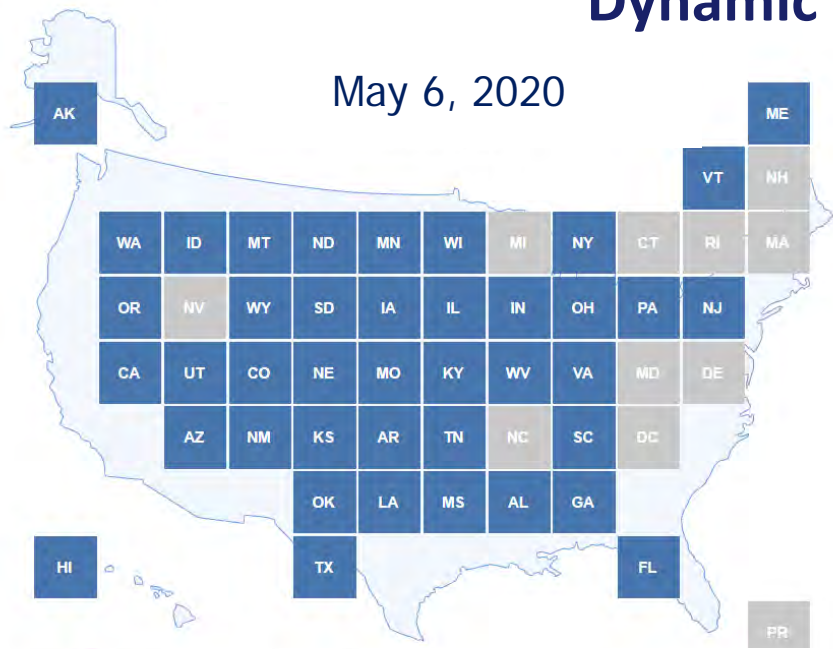 Dynamic
May 6, 2020
AK ME
VT NH
WA ID MT ND MN WI MI NY CT RI MA
OR NV WY SD IA IL IN OH PA NJ
CA UT CO NE MO KY WV VA MD DE
AZ NM KS AR TN NC SC DC
OK LA MS AL GA
HI TX FL
PR